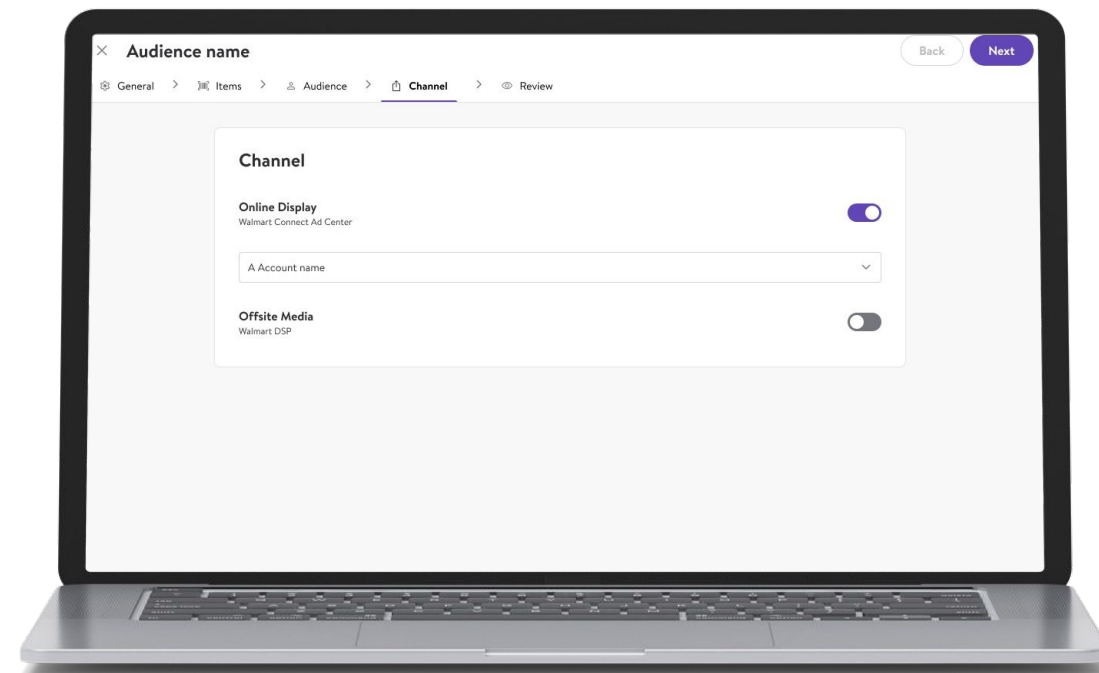 Audience name
Back
Next
General
Items
Audience
Channel
Review
Channel
Online Display
Walmart Connect Ad Center
A Account name
Offsite Media
Walmart DSP